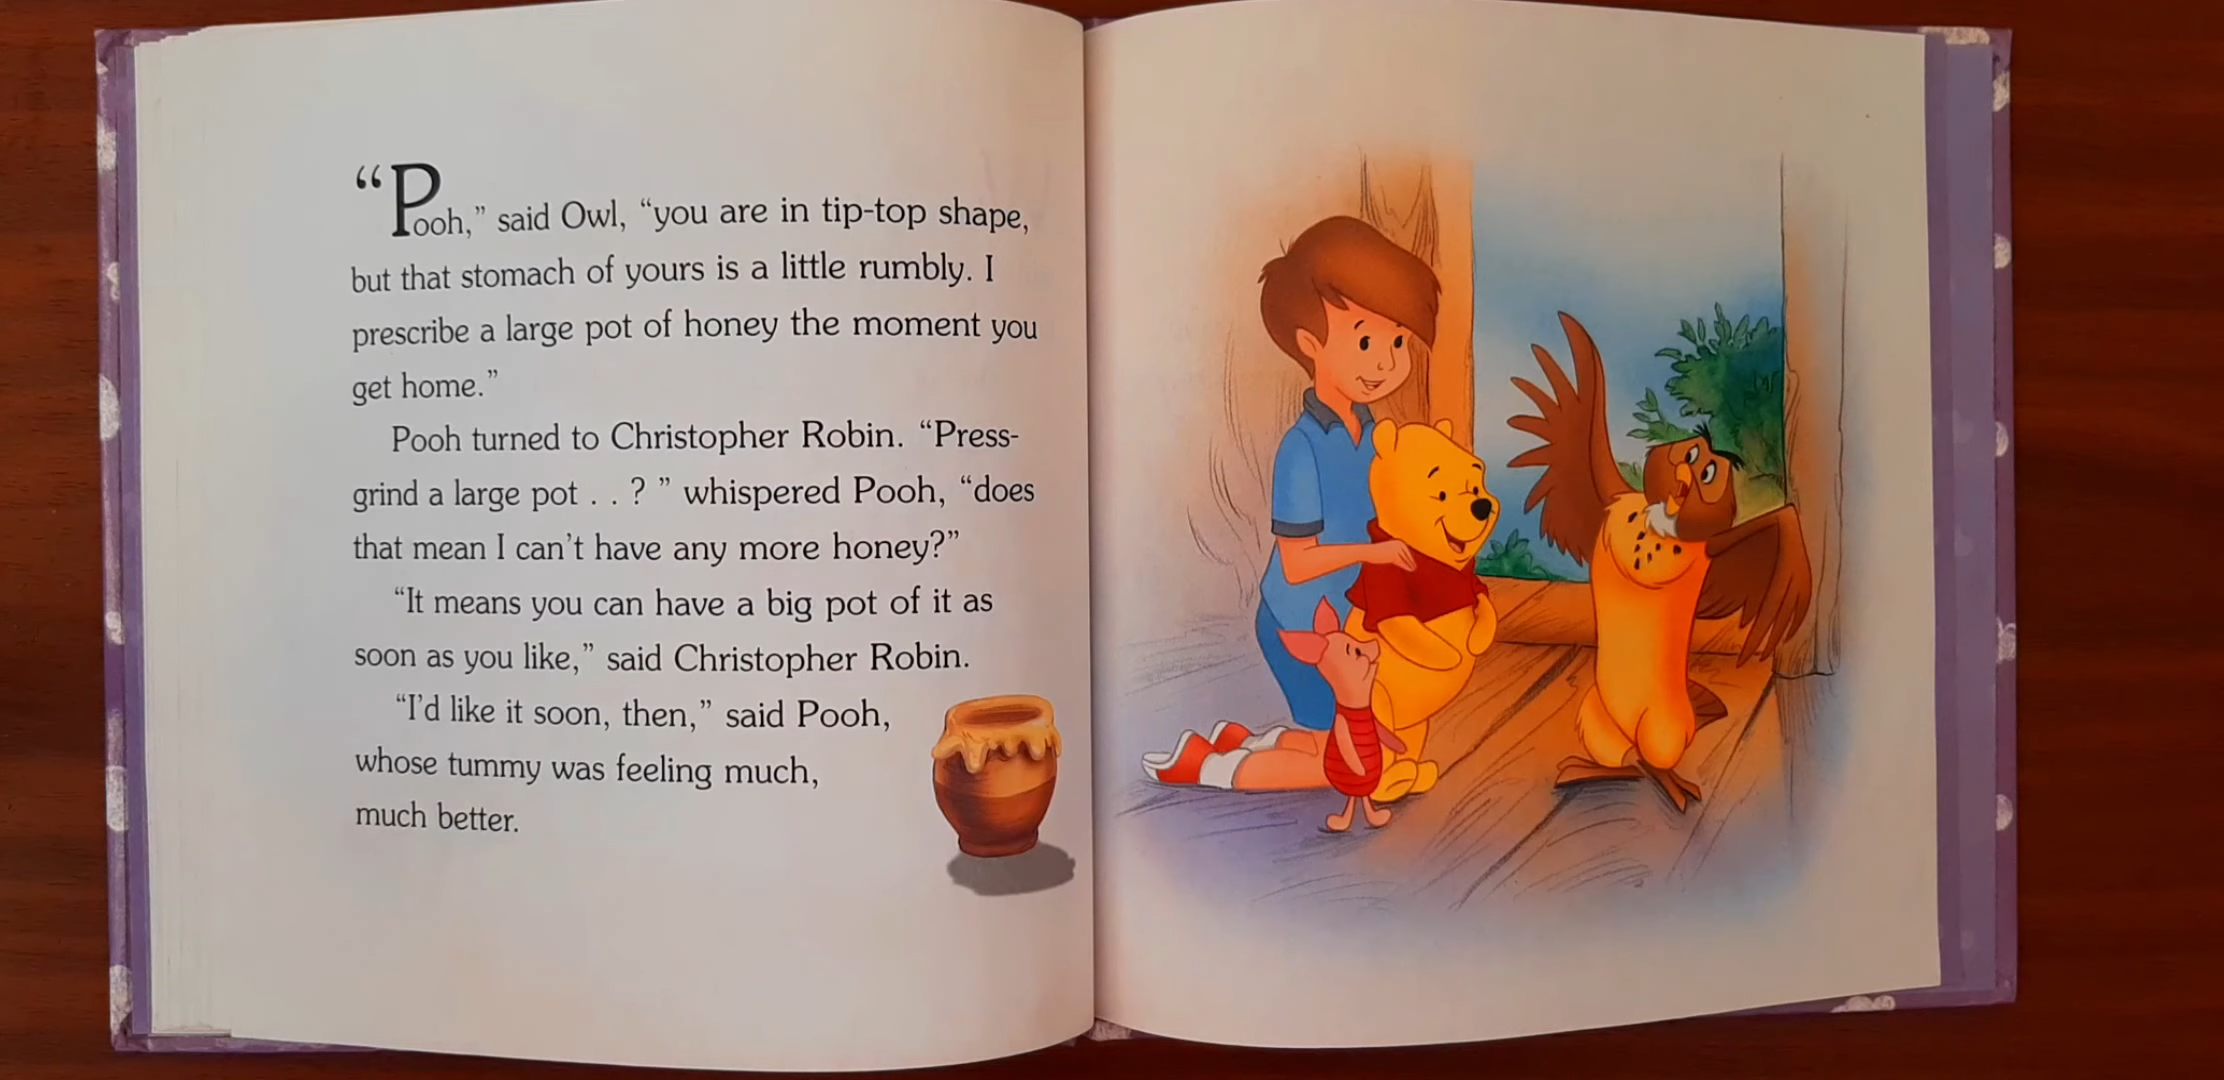 “Pooh,” said Owl, “you are in tip-top shape,
but that stomach of yours is a little rumbly. I
prescribe a large pot of honey the moment you
get home.”
Pooh turned to Christopher Robin. “Press-
grind a large pot . . ? ” whispered Pooh, “does
that mean I can’t have any more honey?”
“It means you can have a big pot of it as
soon as you like,” said Christopher Robin.
“I’d like it soon, then,” said Pooh,
whose tummy was feeling much,
much better.